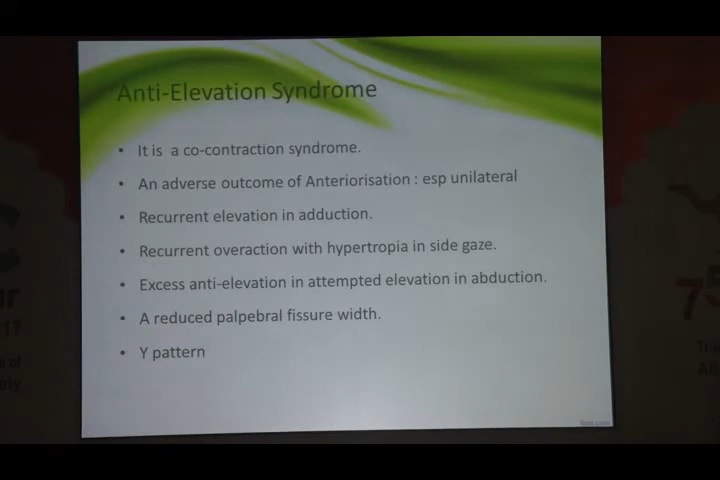 Anti-Elevation Syndrome
• It is a co-contraction syndrome.
• An adverse outcome of Anteriorisation : esp unilateral
• Recurrent elevation in adduction.
• Recurrent overaction with hypertropia in side gaze.
• Excess anti-elevation in attempted elevation in abduction.
• A reduced palpebral fissure width.
• Y pattern